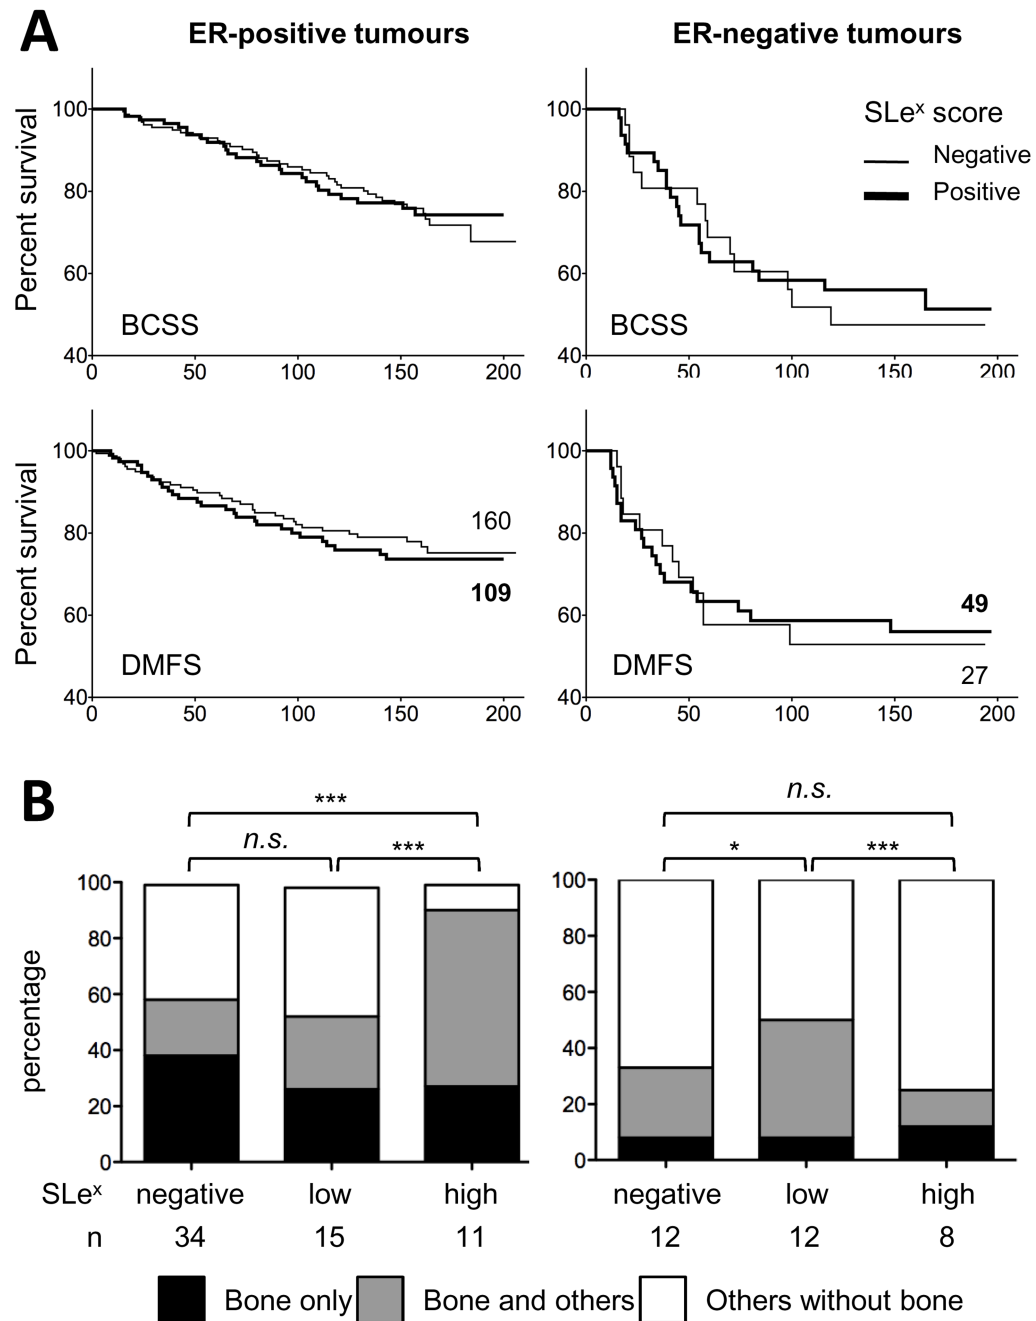 A
ER-positive tumours
ER-negative tumours
Percent survival
100
80
60
40
0
50
100
150
200
BCSS
100
80
60
40
0
50
100
150
200
BCSS
SLeˣ score
Negative
Positive
Percent survival
100
80
60
40
0
50
100
150
200
160
109
DMFS
100
80
60
40
0
50
100
150
200
49
27
DMFS
B
***
n.s.
***
n.s.
*
***
percentage
100
80
60
40
20
0
100
80
60
40
20
0
SLeˣ negative low high negative low high
n 34 15 11 12 12 8
Bone only Bone and others Others without bone